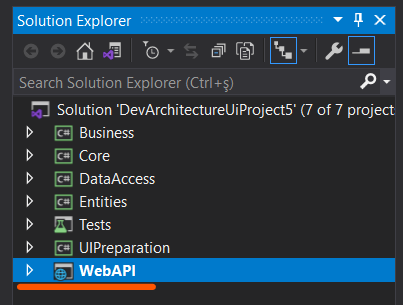 Solution Explorer
Search Solution Explorer (Ctrl+ş)
Solution 'DevArchitectureUiProject5' (7 of 7 project
C# Business
C# Core
C# DataAccess
C# Entities
Tests
C# UIPreparation
WebAPI